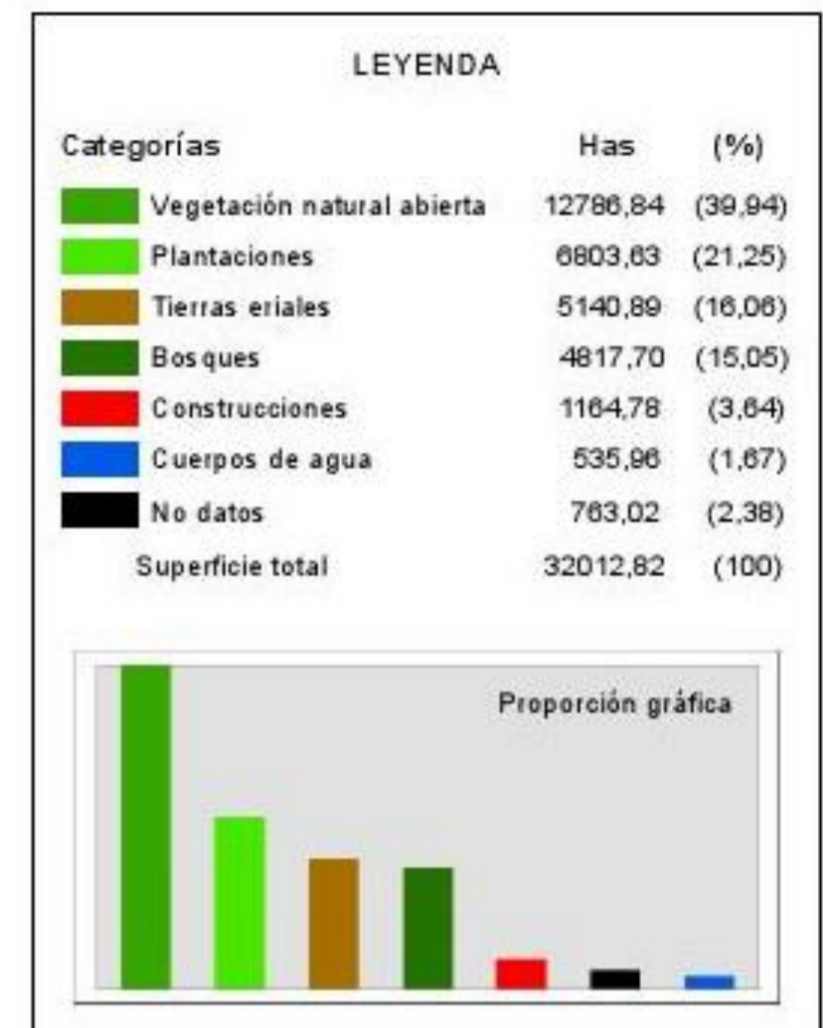 LEYENDA
Categorías Has (%)
Vegetación natural abierta 12786,84 (39,94)
Plantaciones 6803,63 (21,25)
Tierras eriales 5140,89 (16,06)
Bosques 4817,70 (15,05)
Construcciones 1164,78 (3,64)
Cuerpos de agua 535,96 (1,67)
No datos 763,02 (2,38)
Superficie total 32012,82 (100)
Proporción gráfica